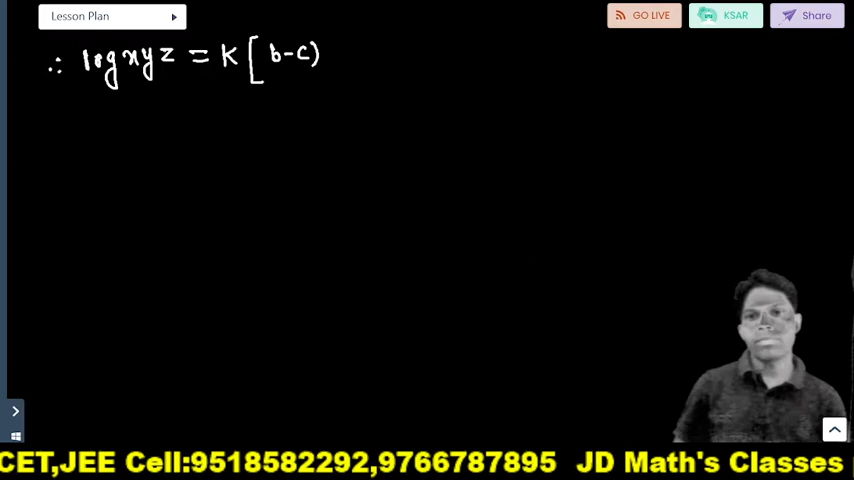 Lesson Plan
GO LIVE
KSAR
Share
∴ log xyz = K [ b-c)
CET,JEE Cell:9518582292,9766787895 JD Math's Classes